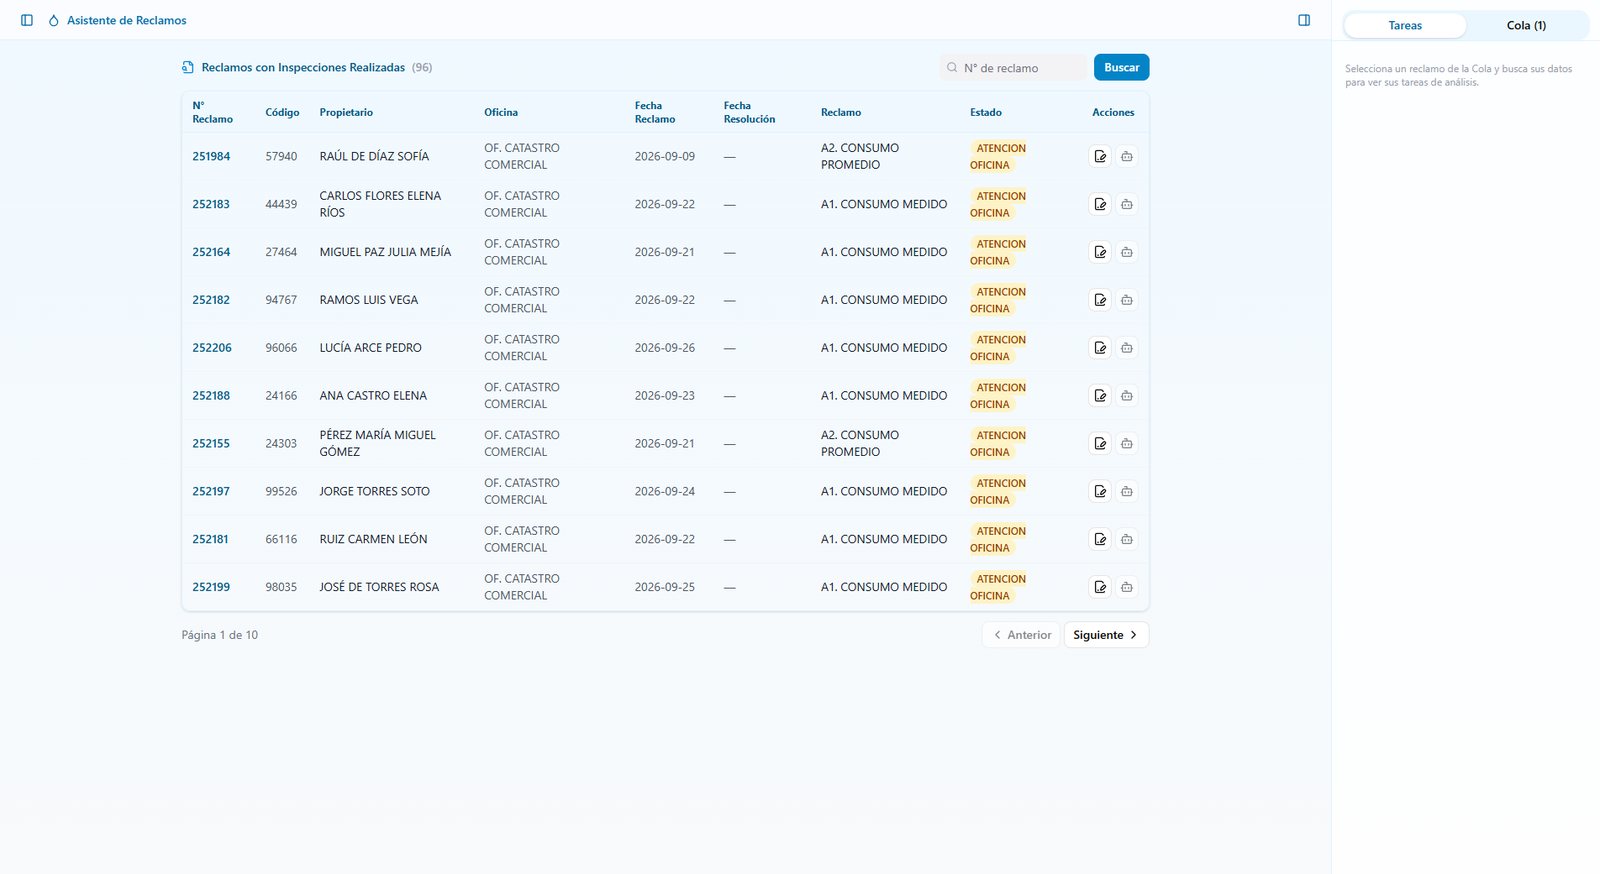 Asistente de Reclamos
Tareas
Cola (1)
Selecciona un reclamo de la Cola y busca sus datos
para ver sus tareas de análisis.
Reclamos con Inspecciones Realizadas (96)
N° de reclamo
Buscar
N°
Reclamo
Código
Propietario
Oficina
Fecha
Reclamo
Fecha
Resolución
Reclamo
Estado
Acciones
251984
57940
RAÚL DE DÍAZ SOFÍA
OF. CATASTRO
COMERCIAL
2026-09-09
—
A2. CONSUMO
PROMEDIO
ATENCION
OFICINA
252183
44439
CARLOS FLORES ELENA
RÍOS
OF. CATASTRO
COMERCIAL
2026-09-22
—
A1. CONSUMO MEDIDO
ATENCION
OFICINA
252164
27464
MIGUEL PAZ JULIA MEJÍA
OF. CATASTRO
COMERCIAL
2026-09-21
—
A1. CONSUMO MEDIDO
ATENCION
OFICINA
252182
94767
RAMOS LUIS VEGA
OF. CATASTRO
COMERCIAL
2026-09-22
—
A1. CONSUMO MEDIDO
ATENCION
OFICINA
252206
96066
LUCÍA ARCE PEDRO
OF. CATASTRO
COMERCIAL
2026-09-26
—
A1. CONSUMO MEDIDO
ATENCION
OFICINA
252188
24166
ANA CASTRO ELENA
OF. CATASTRO
COMERCIAL
2026-09-23
—
A1. CONSUMO MEDIDO
ATENCION
OFICINA
252155
24303
PÉREZ MARÍA MIGUEL
GÓMEZ
OF. CATASTRO
COMERCIAL
2026-09-21
—
A2. CONSUMO
PROMEDIO
ATENCION
OFICINA
252197
99526
JORGE TORRES SOTO
OF. CATASTRO
COMERCIAL
2026-09-24
—
A1. CONSUMO MEDIDO
ATENCION
OFICINA
252181
66116
RUIZ CARMEN LEÓN
OF. CATASTRO
COMERCIAL
2026-09-22
—
A1. CONSUMO MEDIDO
ATENCION
OFICINA
252199
98035
JOSÉ DE TORRES ROSA
OF. CATASTRO
COMERCIAL
2026-09-25
—
A1. CONSUMO MEDIDO
ATENCION
OFICINA
Página 1 de 10
Anterior
Siguiente